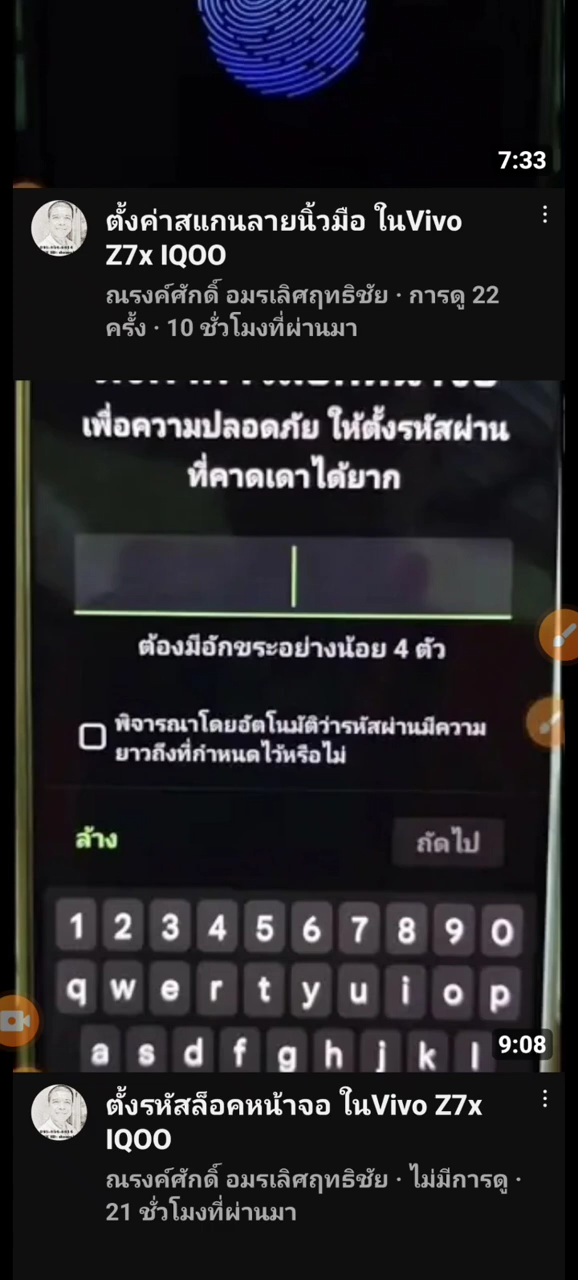 7:33
ตั้งค่าสแกนลายนิ้วมือ ในVivo
Z7x IQOO
ณรงค์ศักดิ์ อมรเลิศฤทธิชัย · การดู 22
ครั้ง · 10 ชั่วโมงที่ผ่านมา
เพื่อความปลอดภัย ให้ตั้งรหัสผ่าน
ที่คาดเดาได้ยาก
ต้องมีอักขระอย่างน้อย 4 ตัว
พิจารณาโดยอัตโนมัติว่ารหัสผ่านมีความ
ยาวถึงที่กำหนดไว้หรือไม่
ล้าง ถัดไป
1 2 3 4 5 6 7 8 9 0
q w e r t y u i o p
a s d f g h j k l
9:08
ตั้งรหัสล็อคหน้าจอ ในVivo Z7x
IQOO
ณรงค์ศักดิ์ อมรเลิศฤทธิชัย · ไม่มีการดู ·
21 ชั่วโมงที่ผ่านมา